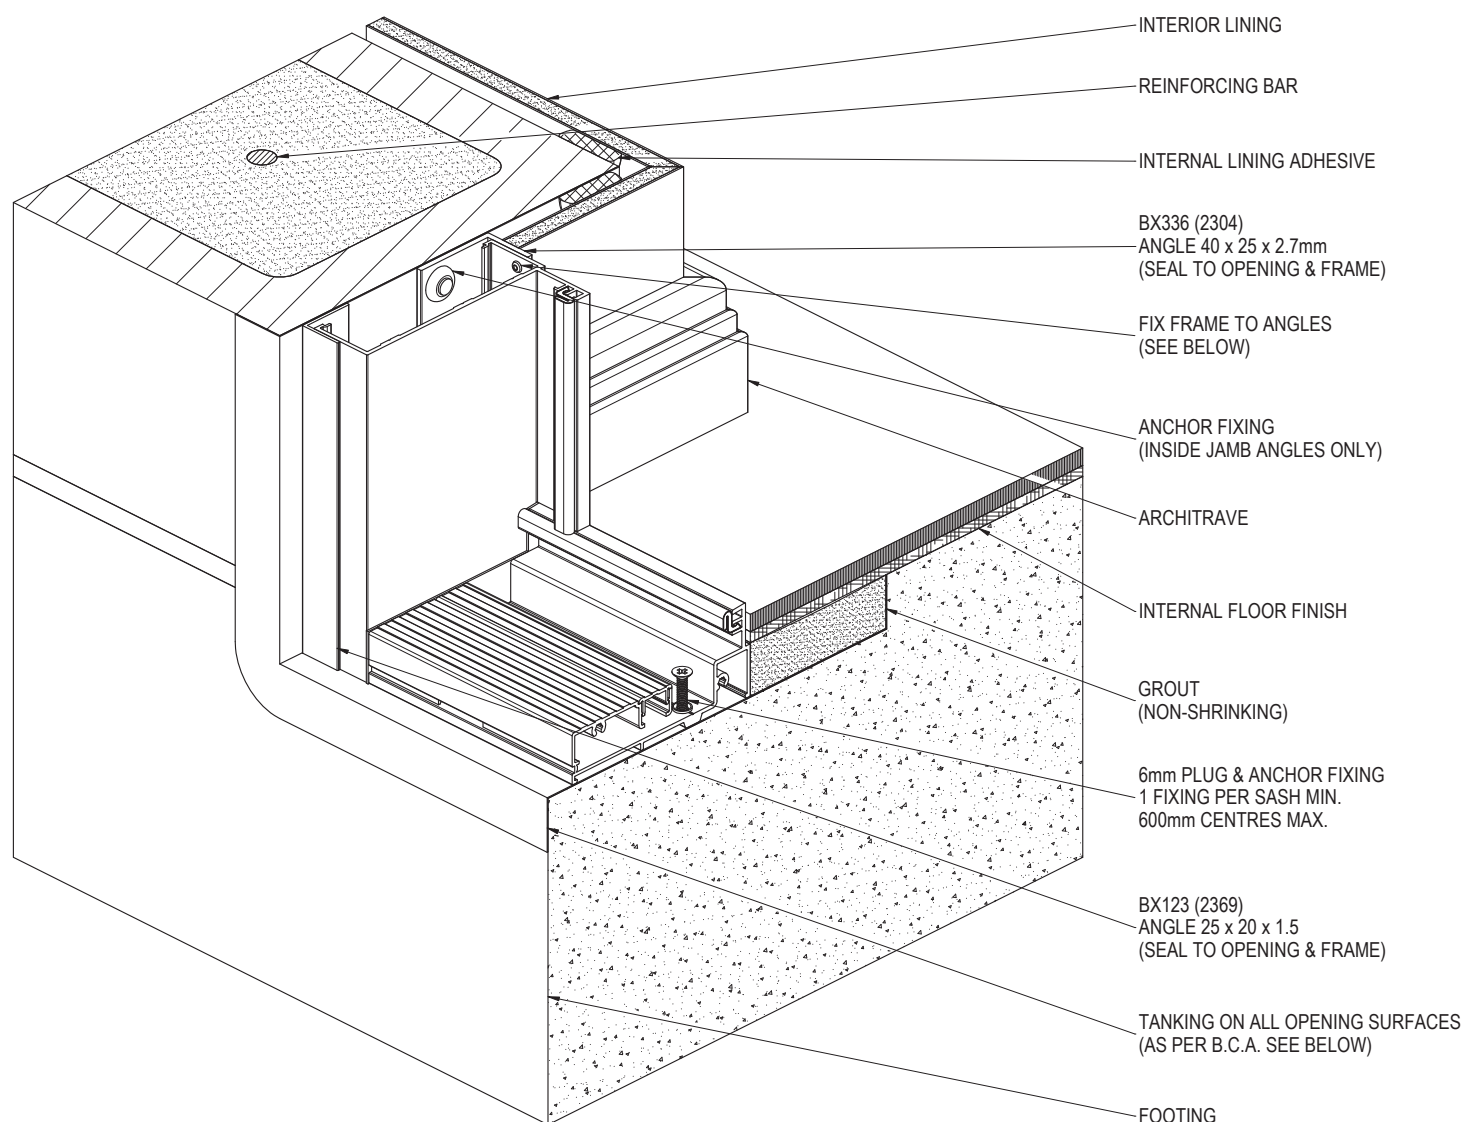 INTERIOR LINING
REINFORCING BAR
INTERNAL LINING ADHESIVE
BX336 (2304)
ANGLE 40 x 25 x 2.7mm
(SEAL TO OPENING & FRAME)
FIX FRAME TO ANGLES
(SEE BELOW)
ANCHOR FIXING
(INSIDE JAMB ANGLES ONLY)
ARCHITRAVE
INTERNAL FLOOR FINISH
GROUT
(NON-SHRINKING)
6mm PLUG & ANCHOR FIXING
1 FIXING PER SASH MIN.
600mm CENTRES MAX.
BX123 (2369)
ANGLE 25 x 20 x 1.5
(SEAL TO OPENING & FRAME)
TANKING ON ALL OPENING SURFACES
(AS PER B.C.A. SEE BELOW)
FOOTING